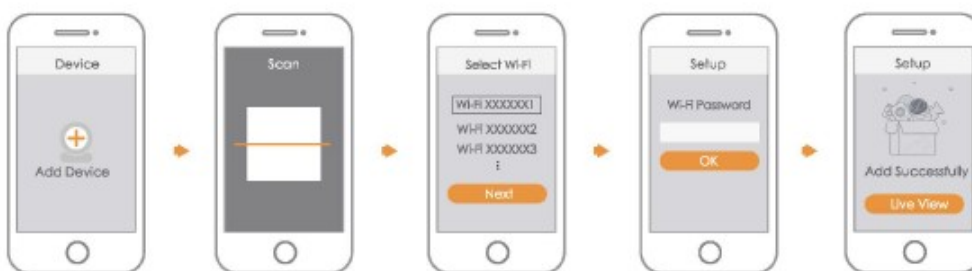 Device
Add Device
Scan
Select Wi-Fi
Wi-Fi XXXXXX1
Wi-Fi XXXXXX2
Wi-Fi XXXXXX3
Next
Setup
Wi-Fi Password
OK
Setup
Add Successfully
Live View